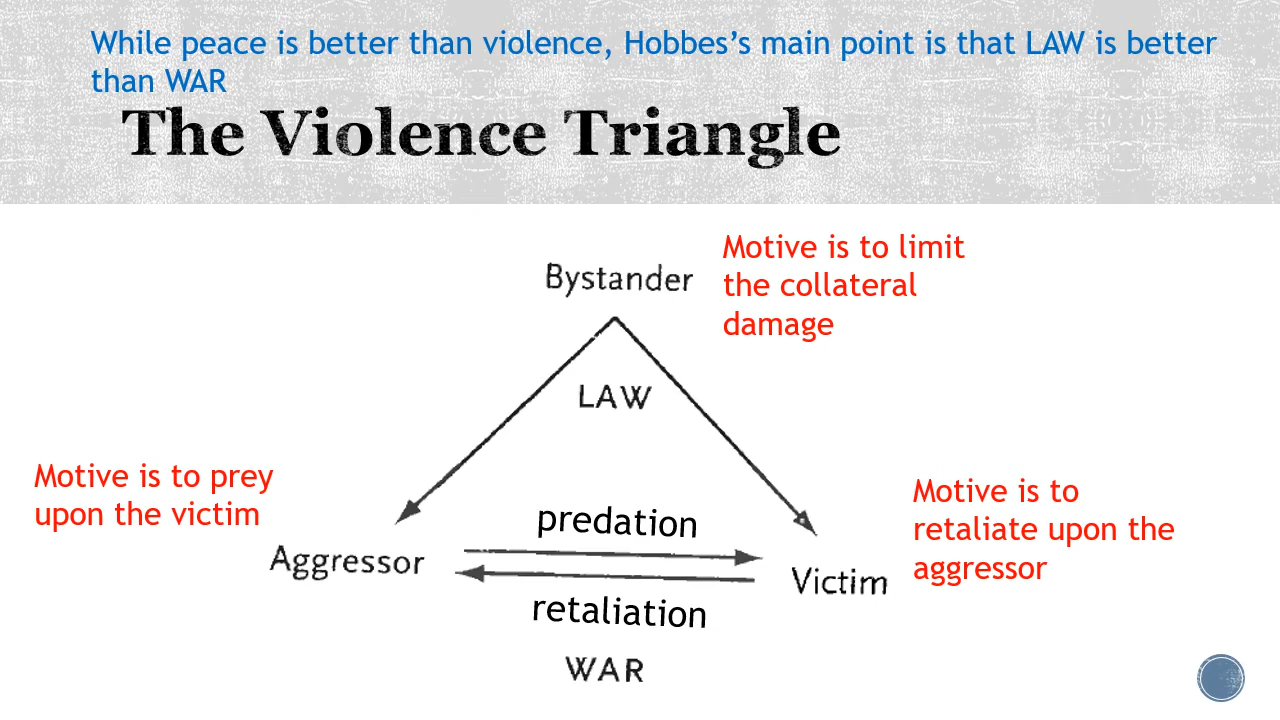 While peace is better than violence, Hobbes’s main point is that LAW is better
than WAR
The Violence Triangle
Motive is to limit
the collateral
damage
Bystander
LAW
Motive is to prey
upon the victim
Motive is to
retaliate upon the
aggressor
predation
Aggressor
Victim
retaliation
WAR